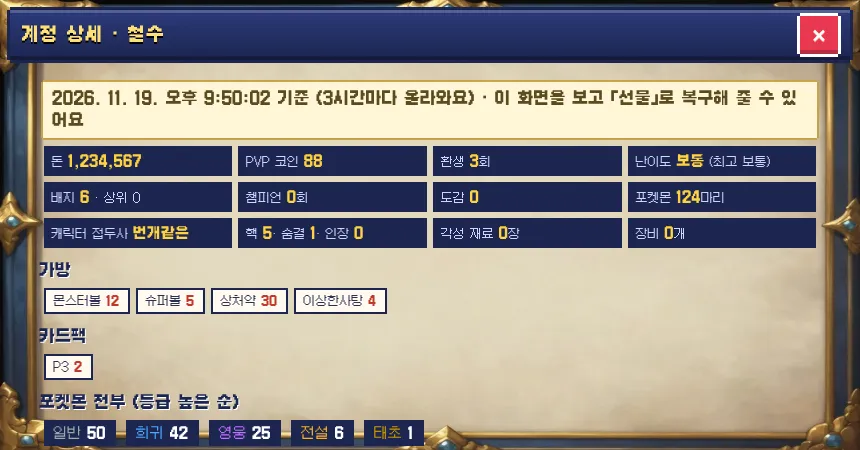 계정 상세 · 철수
×
2026. 11. 19. 오후 9:50:02 기준 (3시간마다 올라와요) · 이 화면을 보고 「선물」로 복구해 줄 수 있
어요
돈 1,234,567 PVP 코인 88 환생 3회 난이도 보통 (최고 보통)
배지 6 · 상위 0 챔피언 0회 도감 0 포켓몬 124마리
캐릭터 접두사 번개같은 핵 5· 숨결 1· 인장 0 각성 재료 0장 장비 0개
가방
몬스터볼 12 슈퍼볼 5 상처약 30 이상한사탕 4
카드팩
P3 2
포켓몬 전부 (등급 높은 순)
일반 50 희귀 42 영웅 25 전설 6 태초 1